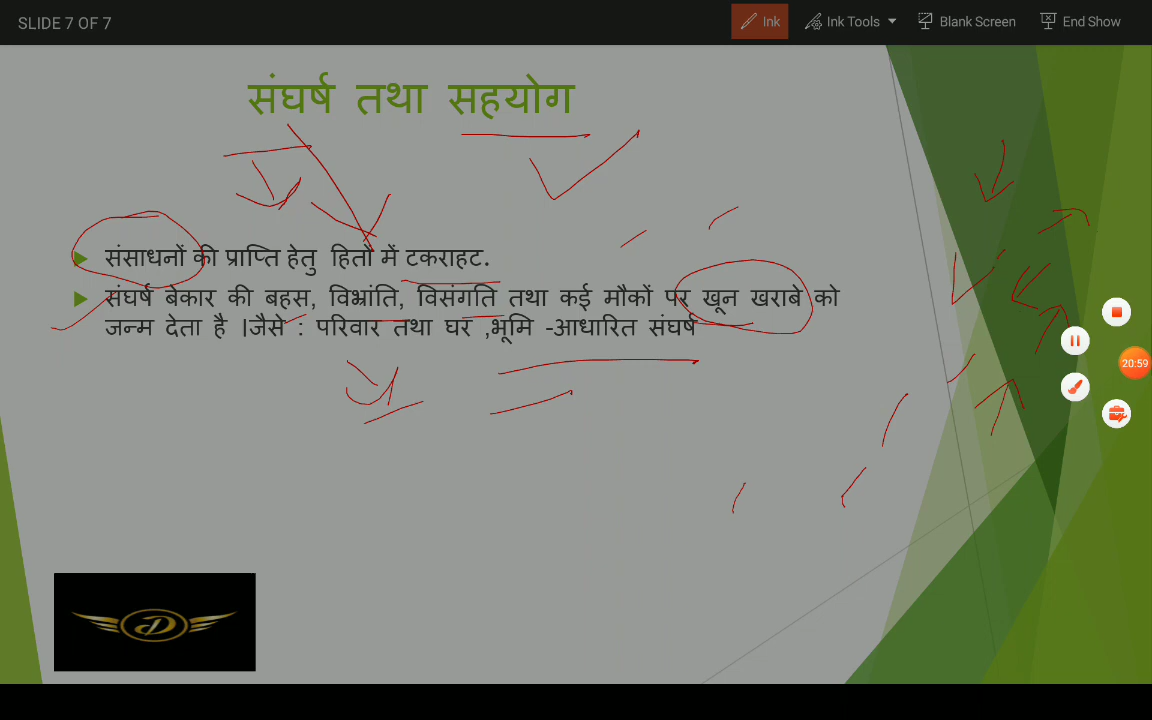 SLIDE 7 OF 7
Ink
Ink Tools
Blank Screen
End Show
संघर्ष तथा सहयोग
संसाधनों की प्राप्ति हेतु हितों में टकराहट.
संघर्ष बेकार की बहस, विभ्रांति, विसंगति तथा कई मौकों पर खून खराबे को
जन्म देता है ।जैसे : परिवार तथा घर ,भूमि -आधारित संघर्ष
20:59
D